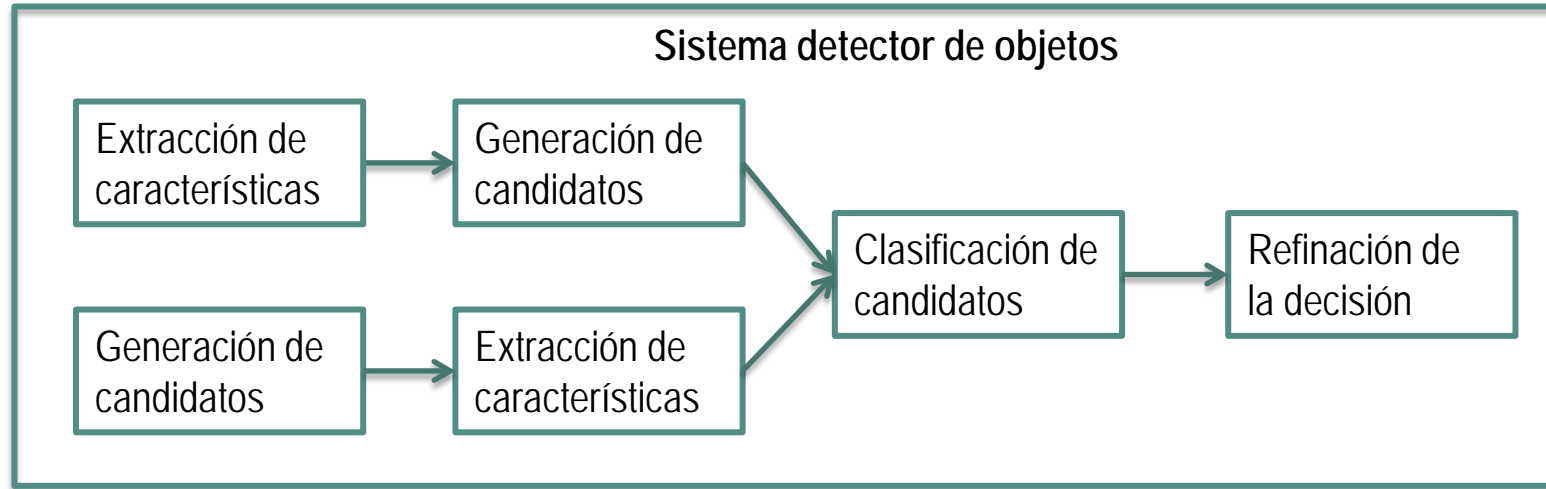 Sistema detector de objetos
Extracción de
características
Generación de
candidatos
Generación de
candidatos
Extracción de
características
Clasificación de
candidatos
Refinación de
la decisión